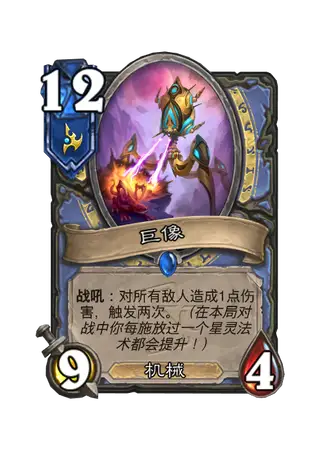 12
巨像
战吼：对所有敌人造成1点伤
害，触发两次。（在本局对
战中你每施放过一个星灵法
术都会提升！）
9
机械
4